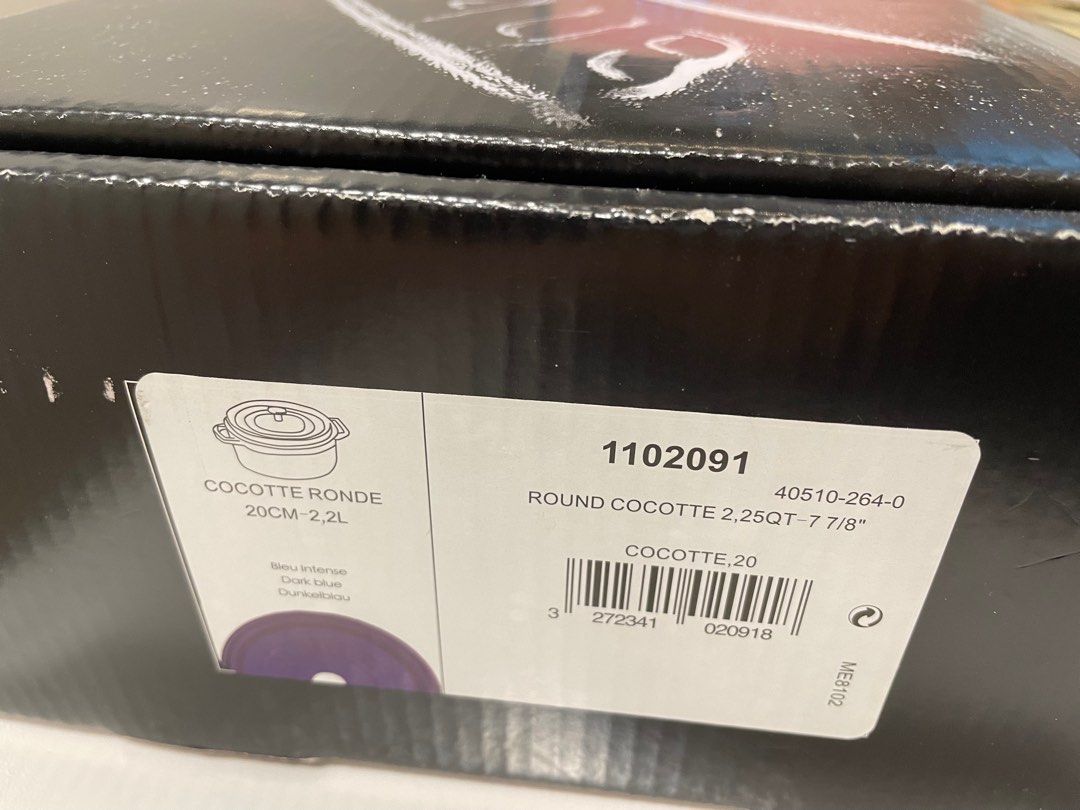 COCOTTE RONDE
20CM-2,2L
Bleu Intense
Dark blue
Dunkelblau
1102091
40510-264-0
ROUND COCOTTE 2,25QT-7 7/8"
COCOTTE,20
3 272341 020918
ME8102